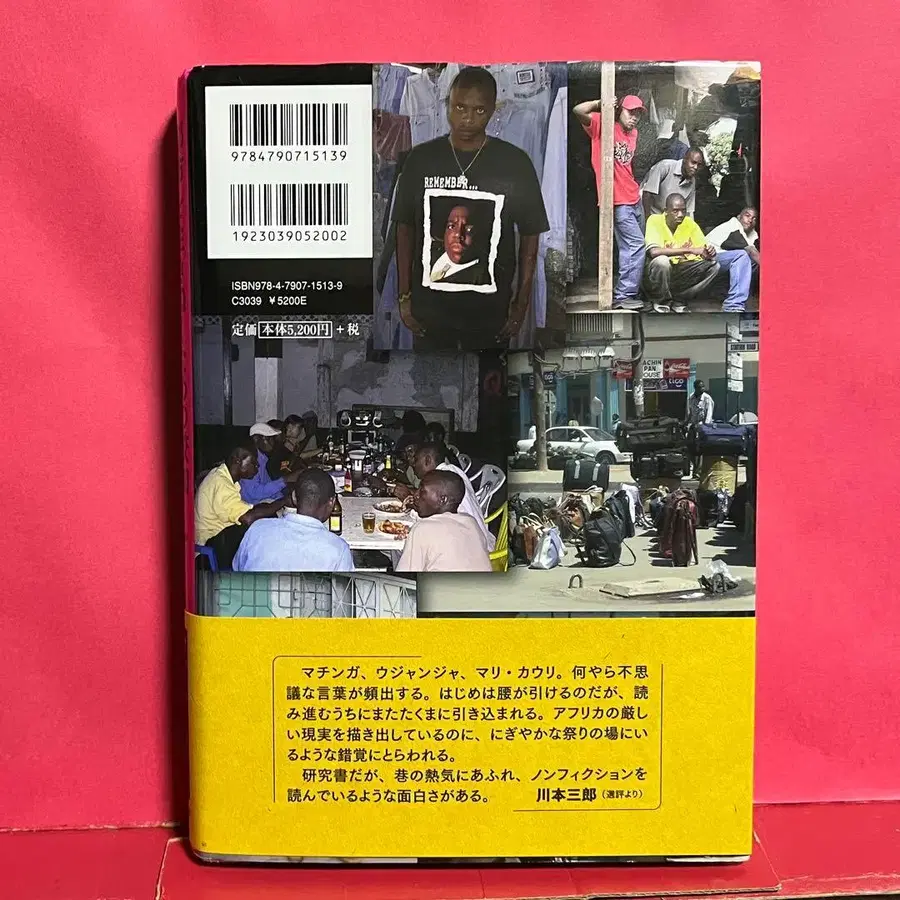 9784790715139
1923039052002
ISBN978-4-7907-1513-9
C3039 ¥5200E
定価 本体5,200円 +税
REMEMBER...
マチンガ、ウジャンジャ、マリ・カウリ。何やら不思
議な言葉が頻出する。はじめは腰が引けるのだが、読
み進むうちにまたたくまに引き込まれる。アフリカの厳し
い現実を描き出しているのに、にぎやかな祭りの場にい
るような錯覚にとらわれる。
研究書だが、巷の熱気にあふれ、ノンフィクションを
読んでいるような面白さがある。 川本三郎(選評より)